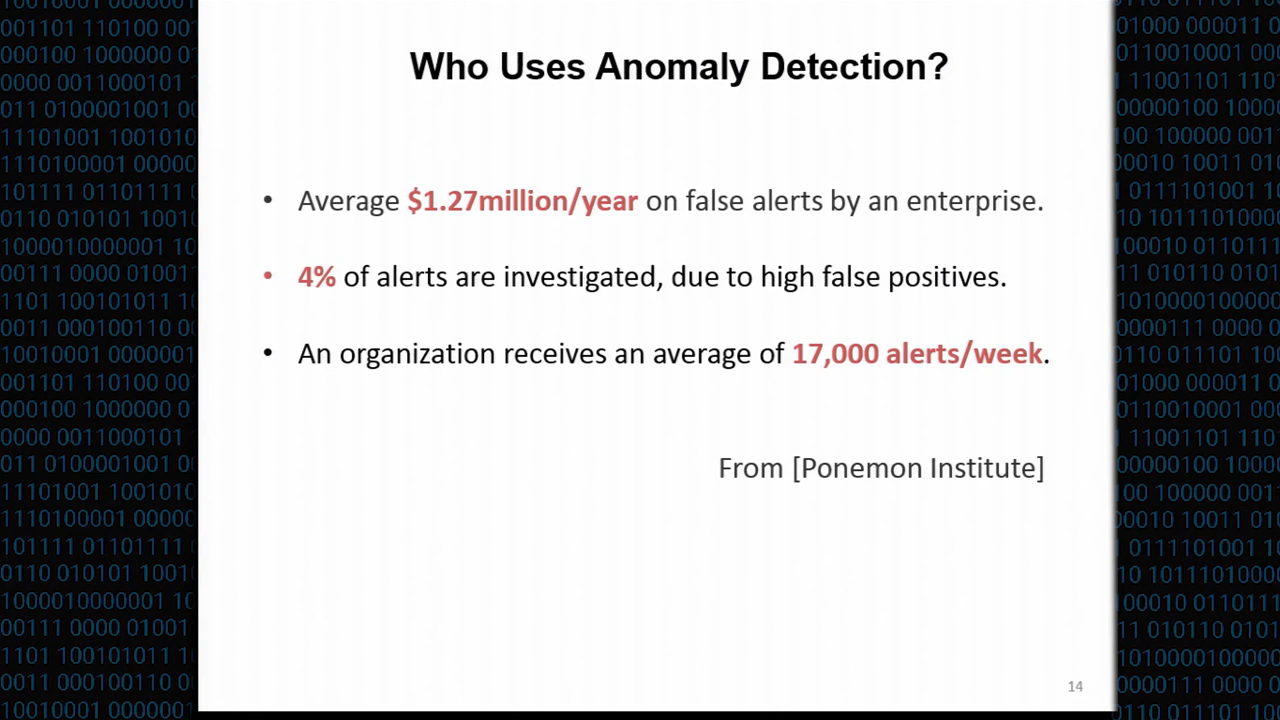 Who Uses Anomaly Detection?
• Average $1.27million/year on false alerts by an enterprise.
• 4% of alerts are investigated, due to high false positives.
• An organization receives an average of 17,000 alerts/week.
From [Ponemon Institute]
14